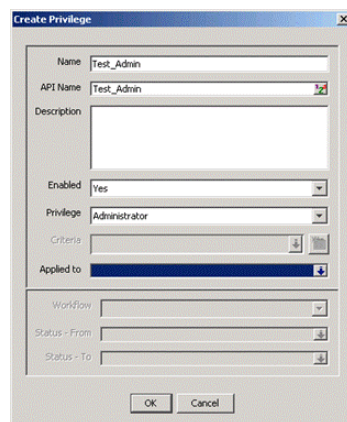 Create Privilege
Name Test_Admin
API Name Test_Admin
Description
Enabled Yes
Privilege Administrator
Criteria
Applied to
Workflow
Status - From
Status - To
OK Cancel